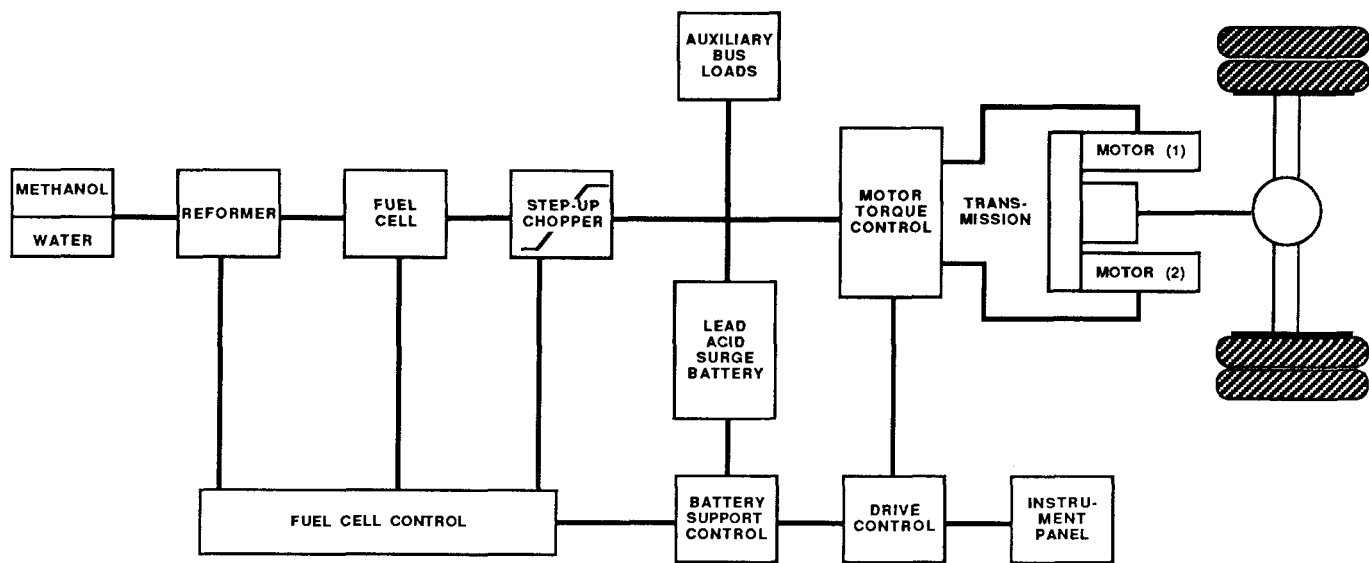 AUXILIARY
BUS
LOADS
METHANOL
WATER
REFORMER
FUEL
CELL
STEP-UP
CHOPPER
MOTOR
TORQUE
CONTROL
TRANS-
MISSION
MOTOR (1)
MOTOR (2)
LEAD
ACID
SURGE
BATTERY
FUEL CELL CONTROL
BATTERY
SUPPORT
CONTROL
DRIVE
CONTROL
INSTRU-
MENT
PANEL